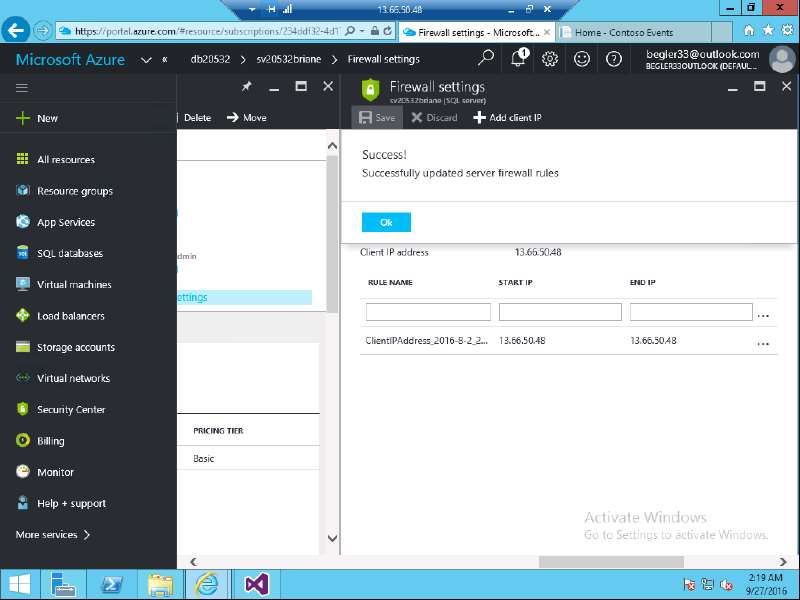 13.66.50.48
https://portal.azure.com/#resource/subscriptions/234ddf32-4d1
Firewall settings - Microsoft...
Home - Contoso Events
Microsoft Azure
db20532
sv20532briane
Firewall settings
1
begler33@outlook.com
BEGLER33OUTLOOK (DEFAUL...
Firewall settings
sv20532briane (SQL server)
New
Delete
Move
Save
Discard
Add client IP
All resources
Resource groups
App Services
SQL databases
Virtual machines
Load balancers
Storage accounts
Virtual networks
Security Center
Billing
Monitor
Help + support
More services
dmin
ettings
PRICING TIER
Basic
Success!
Successfully updated server firewall rules
Ok
Client IP address
13.66.50.48
RULE NAME
START IP
END IP
...
ClientIPAddress_2016-8-2_2...
13.66.50.48
13.66.50.48
...
Activate Windows
Go to Settings to activate Windows.
2:19 AM
9/27/2016